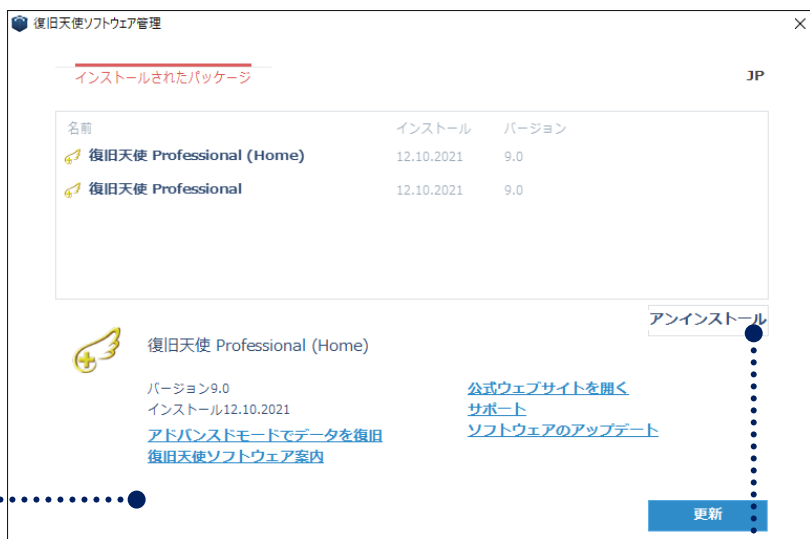 復旧天使ソフトウェア管理
インストールされたパッケージ
JP
名前 インストール バージョン
復旧天使 Professional (Home) 12.10.2021 9.0
復旧天使 Professional 12.10.2021 9.0
アンインストール
復旧天使 Professional (Home)
バージョン9.0
インストール12.10.2021
アドバンスドモードでデータを復旧
復旧天使ソフトウェア案内
公式ウェブサイトを開く
サポート
ソフトウェアのアップデート
更新